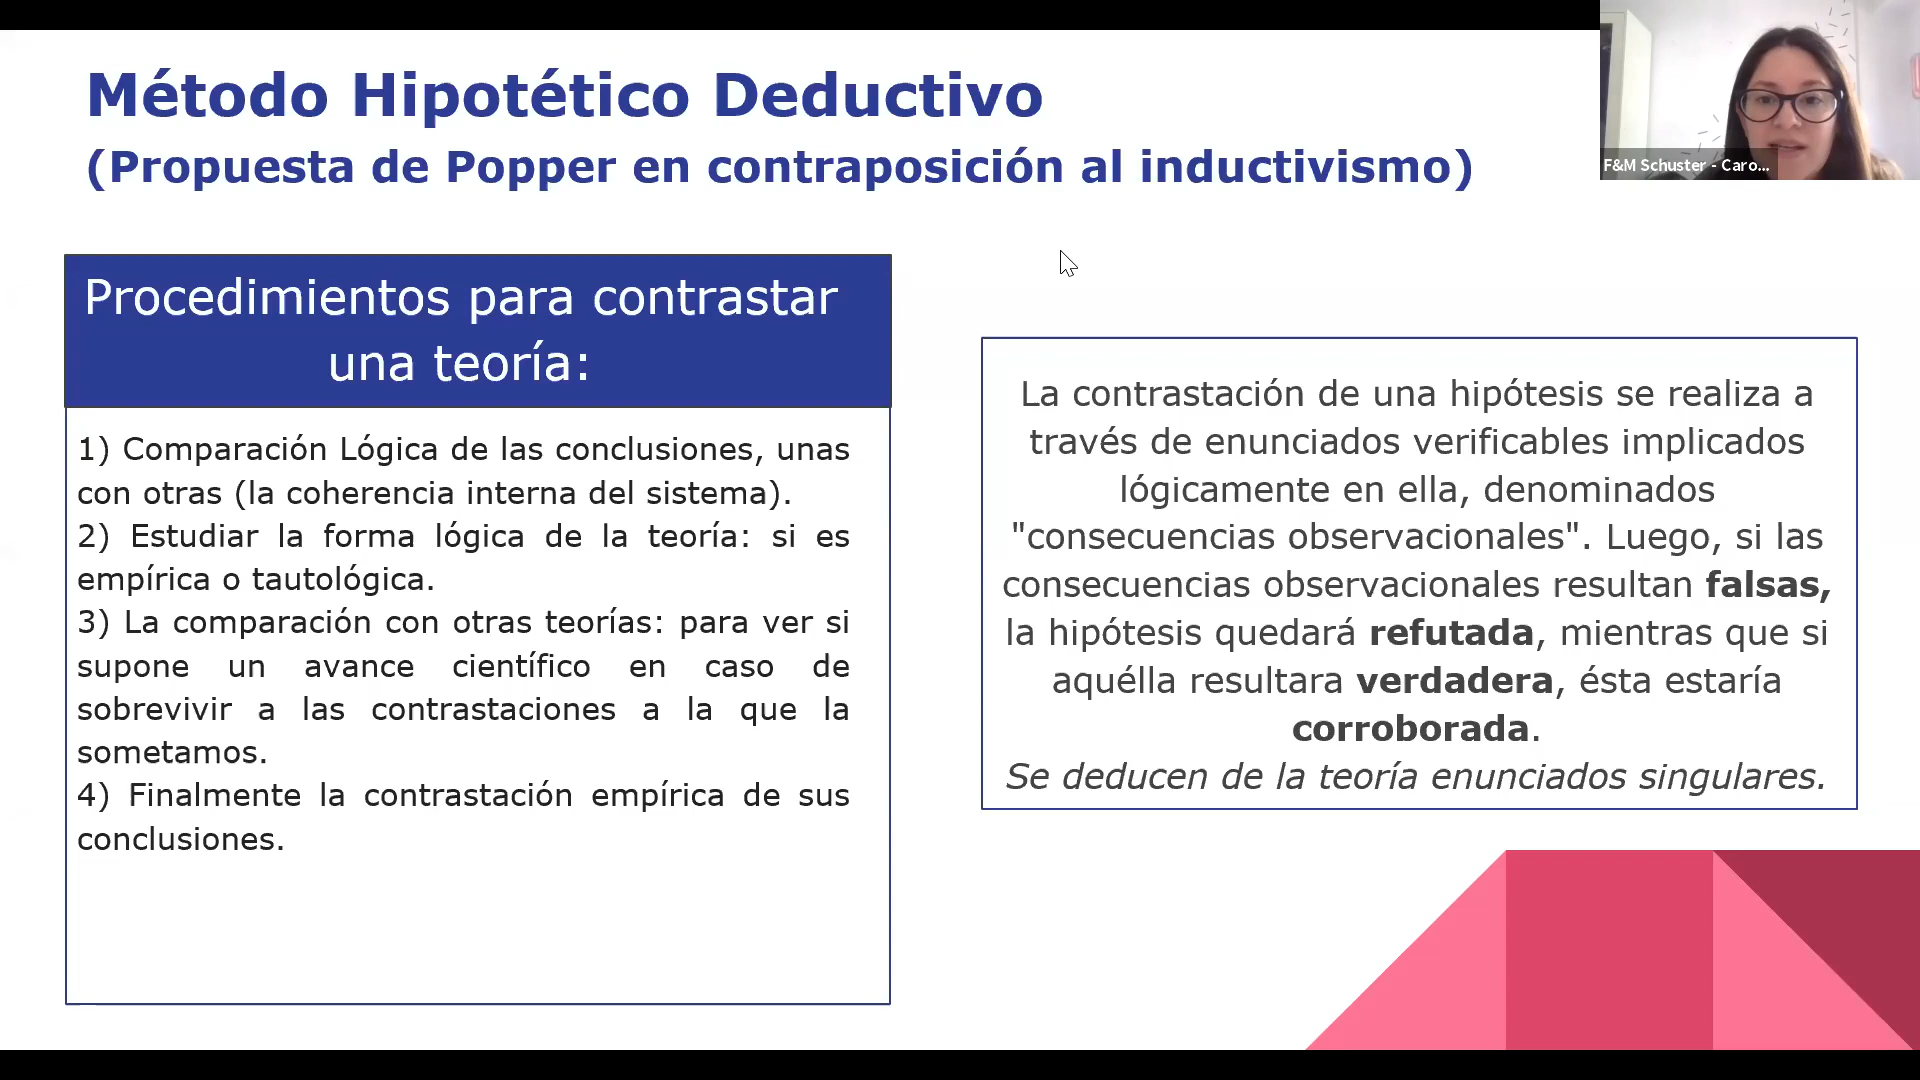 Método Hipotético Deductivo
(Propuesta de Popper en contraposición al inductivismo)
F&M Schuster - Caro...
Procedimientos para contrastar
una teoría:
1) Comparación Lógica de las conclusiones, unas
con otras (la coherencia interna del sistema).
2) Estudiar la forma lógica de la teoría: si es
empírica o tautológica.
3) La comparación con otras teorías: para ver si
supone un avance científico en caso de
sobrevivir a las contrastaciones a la que la
sometamos.
4) Finalmente la contrastación empírica de sus
conclusiones.
La contrastación de una hipótesis se realiza a
través de enunciados verificables implicados
lógicamente en ella, denominados
"consecuencias observacionales". Luego, si las
consecuencias observacionales resultan falsas,
la hipótesis quedará refutada, mientras que si
aquélla resultara verdadera, ésta estaría
corroborada.
Se deducen de la teoría enunciados singulares.